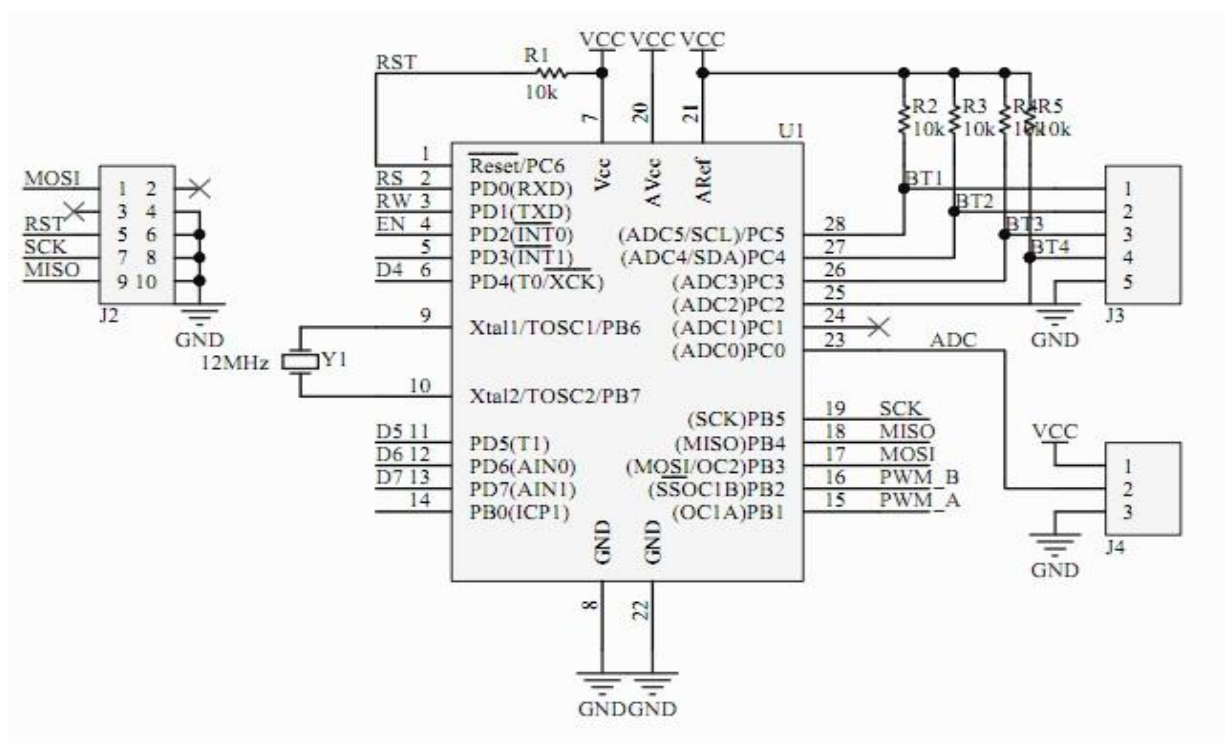 VCC VCC VCC
RST R1
10k
7 20 21
R2 R3 R4 R5
10k 10k 10k 10k
U1
Vcc AVcc ARef
MOSI 1 2
3 4
RST 5 6
SCK 7 8
MISO 9 10
J2
GND
1 Reset/PC6
RS 2 PD0(RXD)
RW 3 PD1(TXD)
EN 4 PD2(INT0)
5 PD3(INT1)
D4 6 PD4(T0/XCK)
9 Xtal1/TOSC1/PB6
12MHz Y1
10 Xtal2/TOSC2/PB7
D5 11 PD5(T1)
D6 12 PD6(AIN0)
D7 13 PD7(AIN1)
14 PB0(ICP1)
(ADC5/SCL)/PC5 28
(ADC4/SDA)PC4 27
(ADC3)PC3 26
(ADC2)PC2 25
(ADC1)PC1 24
(ADC0)PC0 23 ADC
(SCK)PB5 19 SCK
(MISO)PB4 18 MISO
(MOSI/OC2)PB3 17 MOSI
(SSOC1B)PB2 16 PWM_B
(OC1A)PB1 15 PWM_A
BT1 1
BT2 2
BT3 3
BT4 4
5
GND J3
VCC
1
2
3
J4
GND
GND GND
8 22
GND GND